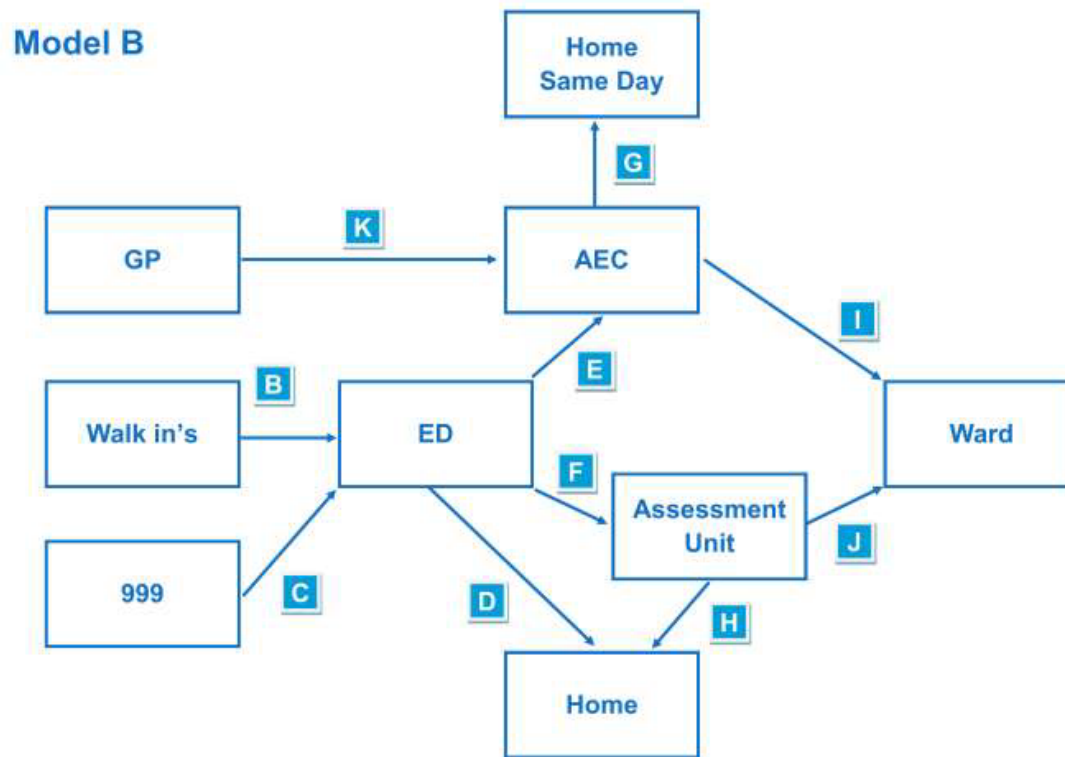 Model B
Home
Same Day
G
K
GP
AEC
I
E
B
Walk in's
ED
Ward
F
Assessment
Unit
J
999
C
D
H
Home